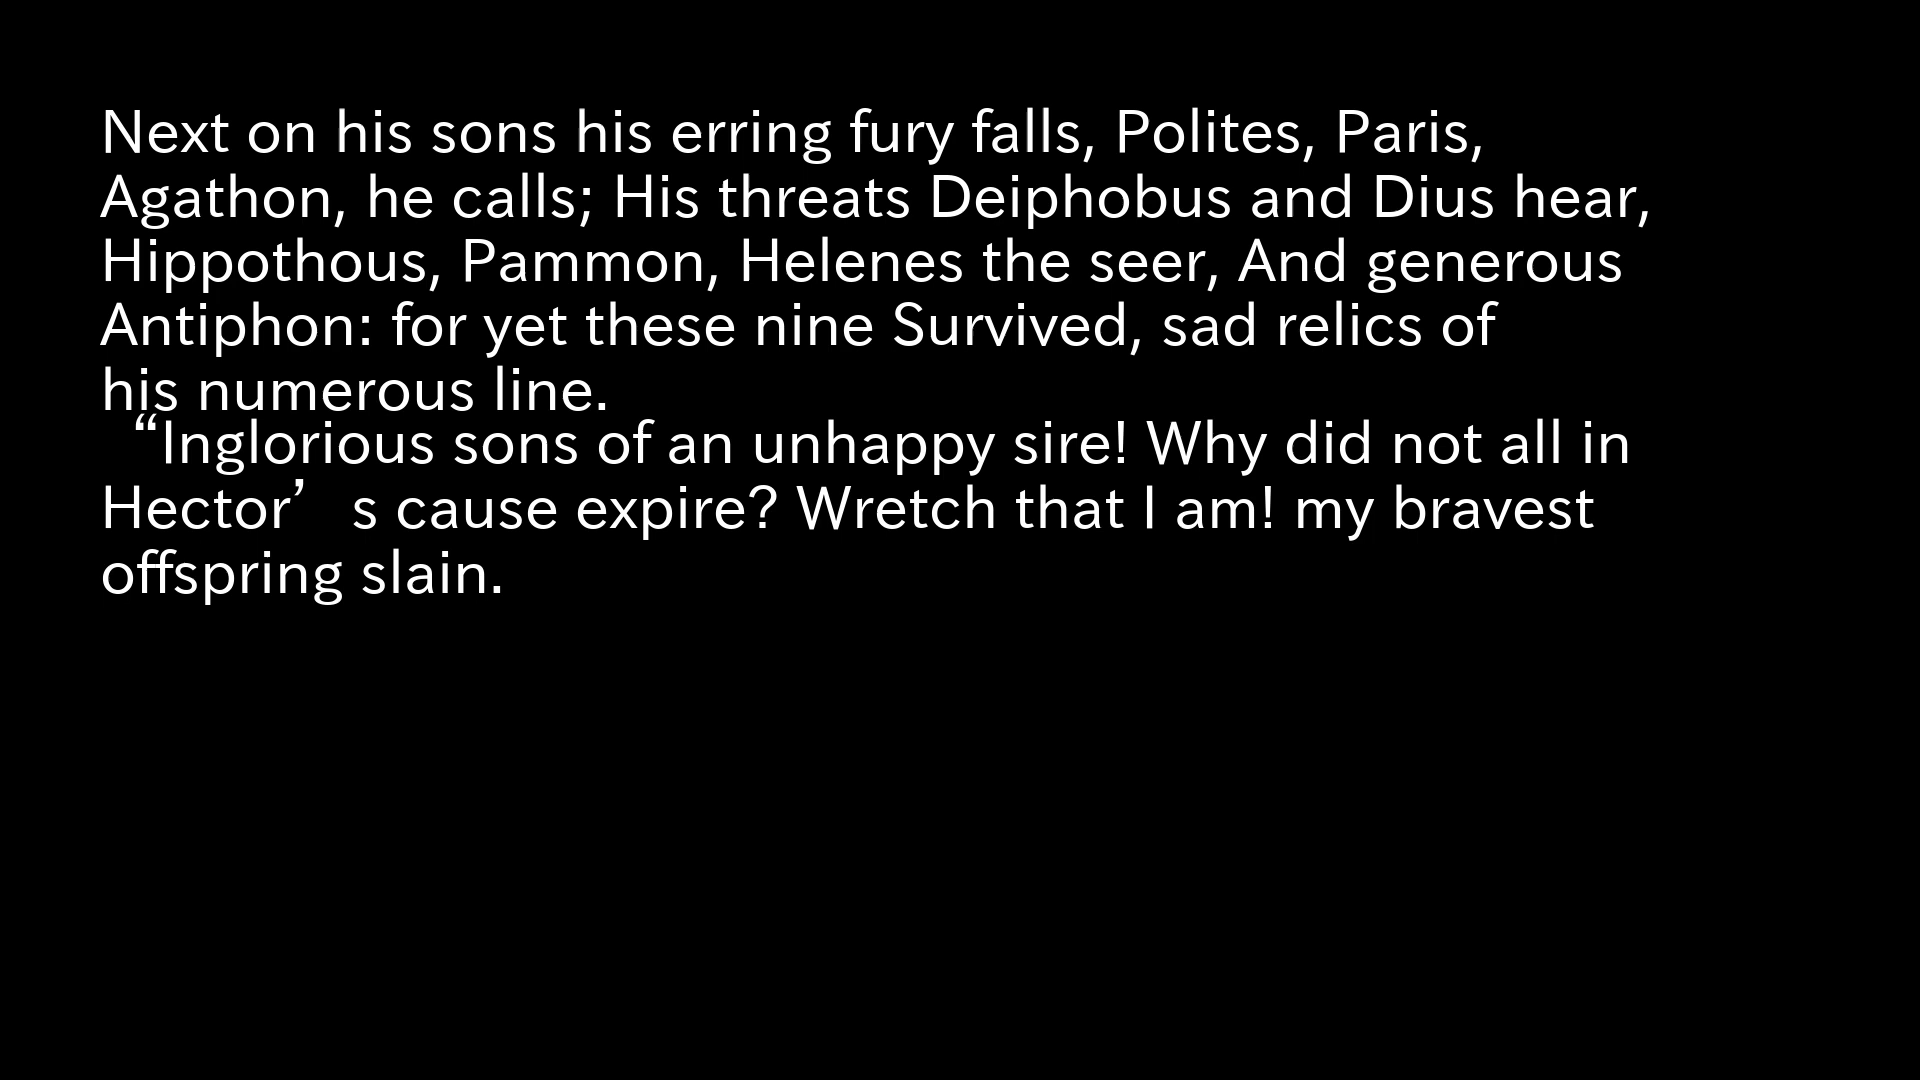 Next on his sons his erring fury falls, Polites, Paris,
Agathon, he calls; His threats Deiphobus and Dius hear,
Hippothous, Pammon, Helenes the seer, And generous
Antiphon: for yet these nine Survived, sad relics of
his numerous line.
“Inglorious sons of an unhappy sire! Why did not all in
Hector’s cause expire? Wretch that I am! my bravest
offspring slain.